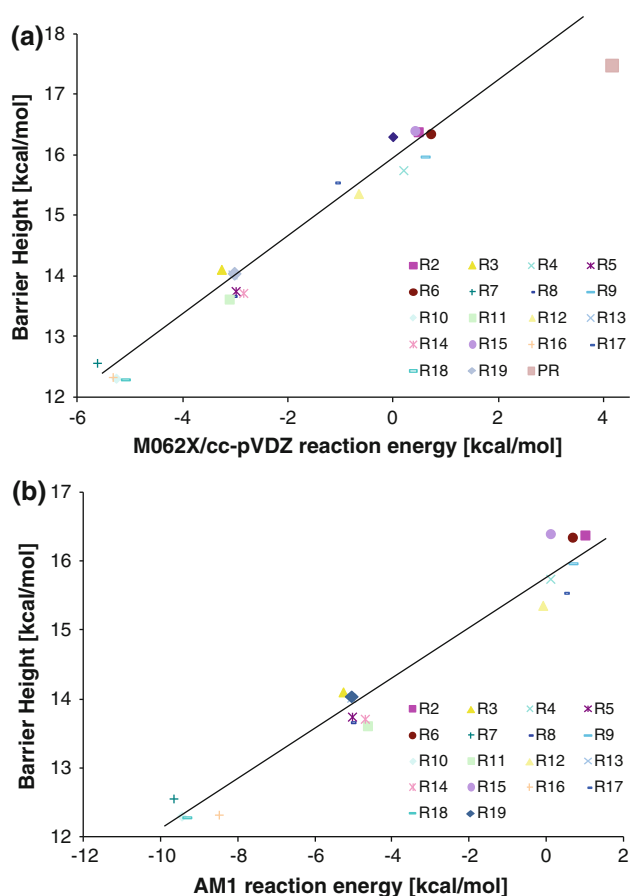 (a)
18
17
16
15
14
13
12
Barrier Height [kcal/mol]
R2 R3 R4 R5
R6 R7 R8 R9
R10 R11 R12 R13
R14 R15 R16 R17
R18 R19 PR
-6 -4 -2 0 2 4
M062X/cc-pVDZ reaction energy [kcal/mol]
(b)
17
16
15
14
13
12
Barrier Height [kcal/mol]
R2 R3 R4 R5
R6 R7 R8 R9
R10 R11 R12 R13
R14 R15 R16 R17
R18 R19
-12 -10 -8 -6 -4 -2 0 2
AM1 reaction energy [kcal/mol]